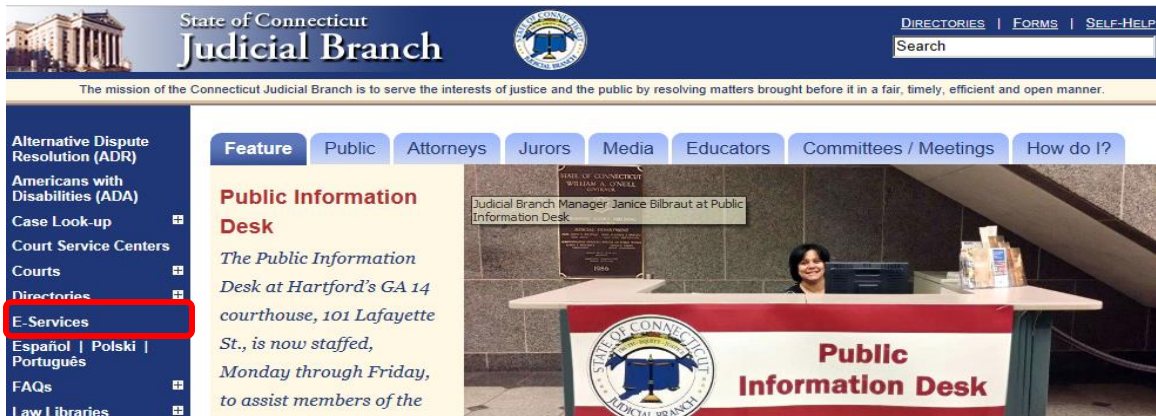 State of Connecticut
Judicial Branch
DIRECTORIES | FORMS | SELF-HELP
Search
The mission of the Connecticut Judicial Branch is to serve the interests of justice and the public by resolving matters brought before it in a fair, timely, efficient and open manner.
Alternative Dispute
Resolution (ADR)
Americans with
Disabilities (ADA)
Case Look-up
Court Service Centers
Courts
Directories
E-Services
Español | Polski |
Português
FAQs
Law Libraries
Feature Public Attorneys Jurors Media Educators Committees / Meetings How do I?
Public Information
Desk
The Public Information
Desk at Hartford's GA 14
courthouse, 101 Lafayette
St., is now staffed,
Monday through Friday,
to assist members of the
STATE OF CONNECTICUT
WILLIAM A. O'NEILL
GOVERNOR
Judicial Branch Manager Janice Bilbraut at Public
Information Desk
JUDICIAL DEPARTMENT
1986
STATE OF CONNECTICUT
JUDICIAL BRANCH
Public
Information Desk